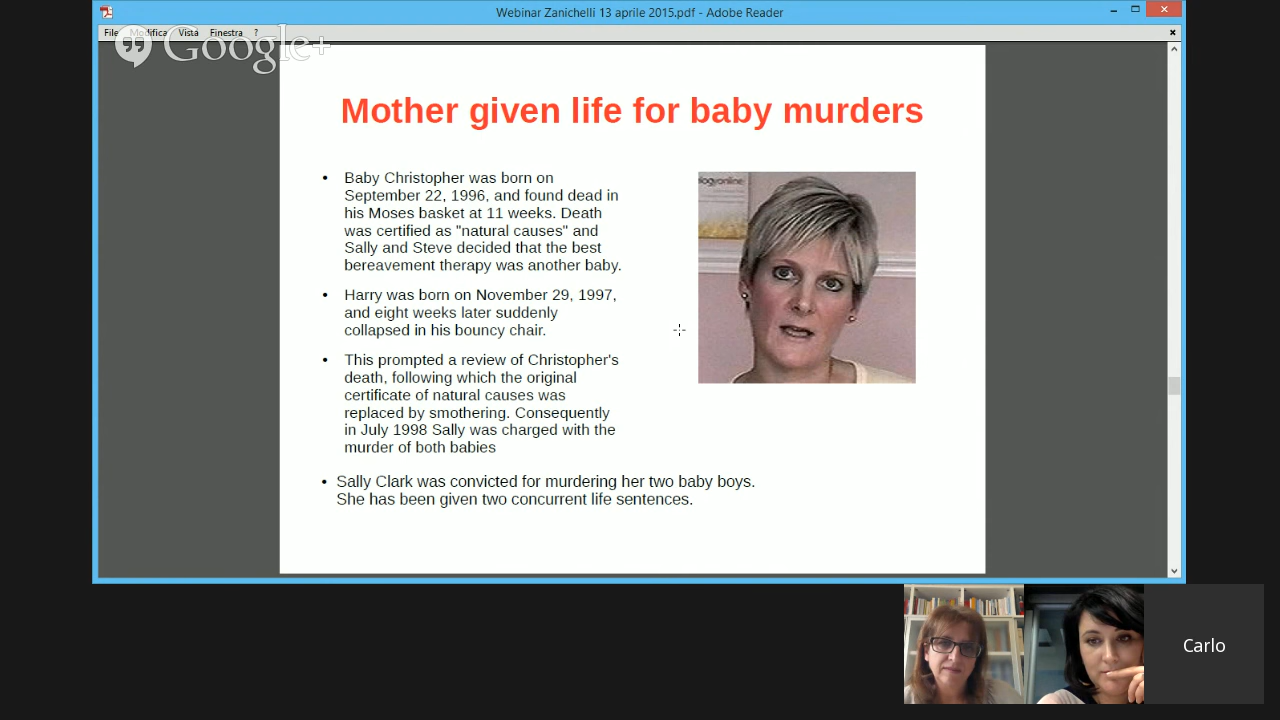 Webinar Zanichelli 13 aprile 2015.pdf - Adobe Reader
File Modifica Vista Finestra ?
Google+
Mother given life for baby murders
• Baby Christopher was born on
September 22, 1996, and found dead in
his Moses basket at 11 weeks. Death
was certified as "natural causes" and
Sally and Steve decided that the best
bereavement therapy was another baby.
• Harry was born on November 29, 1997,
and eight weeks later suddenly
collapsed in his bouncy chair.
• This prompted a review of Christopher's
death, following which the original
certificate of natural causes was
replaced by smothering. Consequently
in July 1998 Sally was charged with the
murder of both babies
• Sally Clark was convicted for murdering her two baby boys.
She has been given two concurrent life sentences.
Carlo